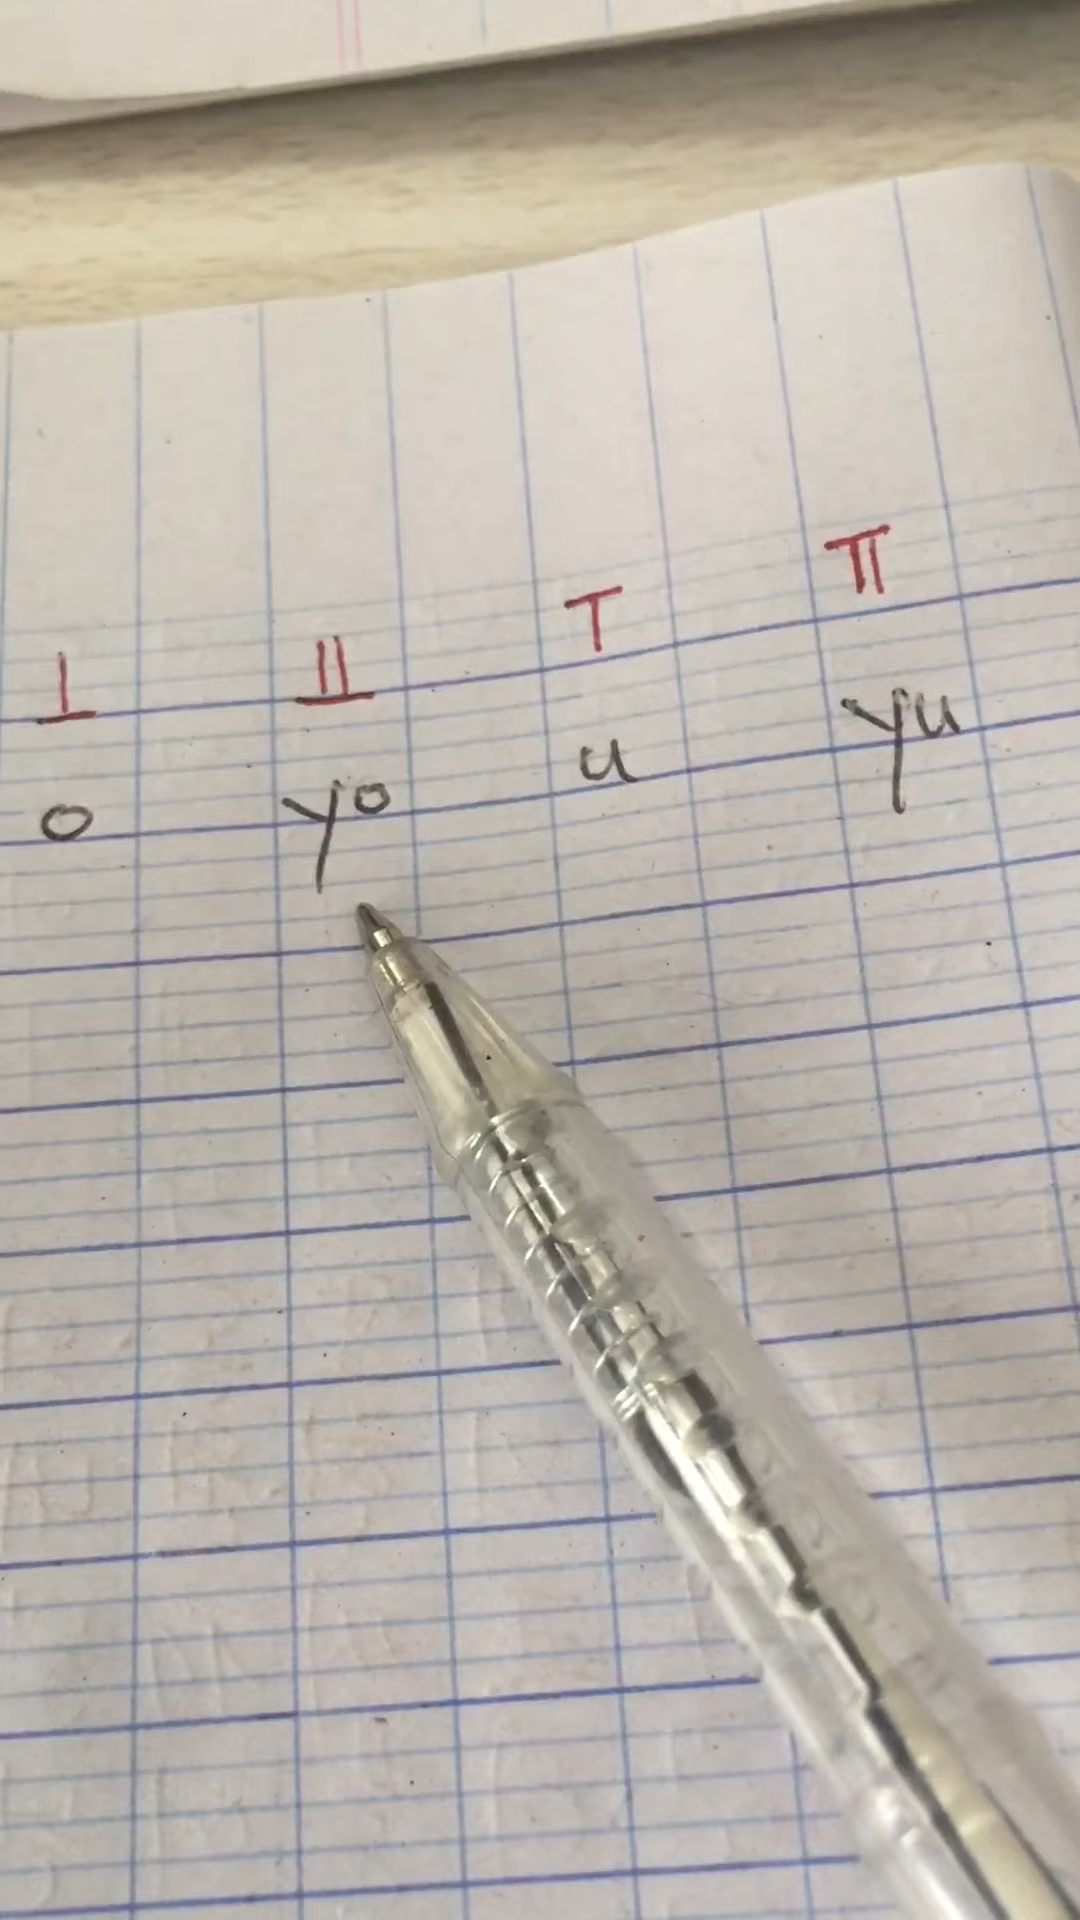 ㅗ ㅛ ㅜ ㅠ
o yo u yu